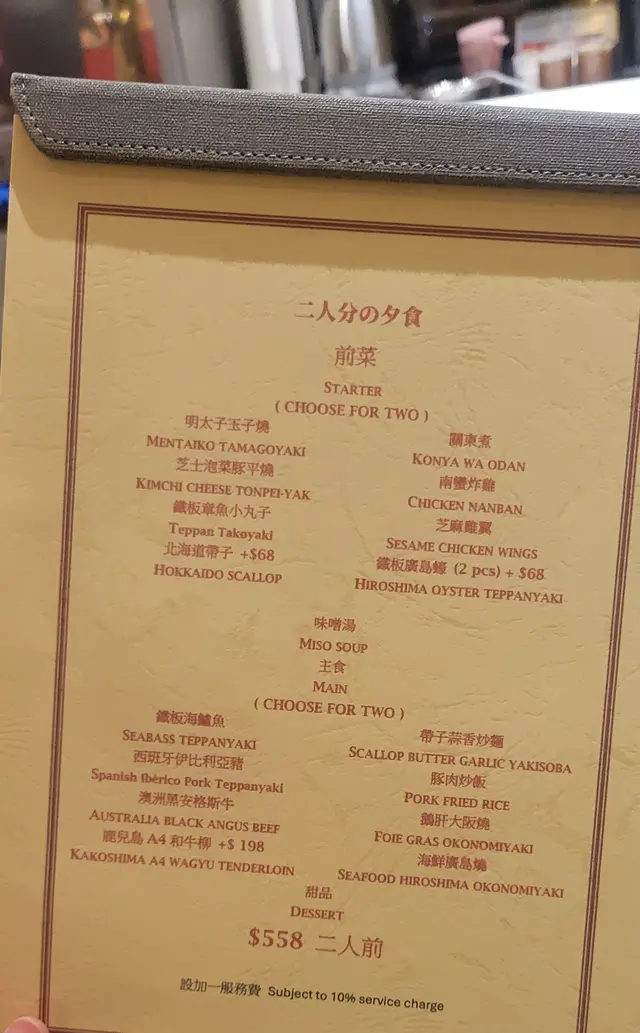 二人分の夕食
前菜
STARTER
( CHOOSE FOR TWO )
明太子玉子燒
MENTAIKO TAMAGOYAKI
芝士泡菜豚平燒
KIMCHI CHEESE TONPEI-YAK
鐵板章魚小丸子
Teppan Takoyaki
北海道帶子 +$68
HOKKAIDO SCALLOP
關東煮
KONYA WA ODAN
南蠻炸雞
CHICKEN NANBAN
芝麻雞翼
SESAME CHICKEN WINGS
鐵板廣島蠔 (2 pcs) + $68
HIROSHIMA OYSTER TEPPANYAKI
味噌湯
MISO SOUP
主食
MAIN
( CHOOSE FOR TWO )
鐵板海鱸魚
SEABASS TEPPANYAKI
西班牙伊比利亞豬
Spanish Ibérico Pork Teppanyaki
澳洲黑安格斯牛
AUSTRALIA BLACK ANGUS BEEF
鹿兒島 A4 和牛柳 +$ 198
KAKOSHIMA A4 WAGYU TENDERLOIN
帶子蒜香炒麵
SCALLOP BUTTER GARLIC YAKISOBA
豚肉炒飯
PORK FRIED RICE
鵝肝大阪燒
FOIE GRAS OKONOMIYAKI
海鮮廣島燒
SEAFOOD HIROSHIMA OKONOMIYAKI
甜品
DESSERT
$558 二人前
設加一服務費 Subject to 10% service charge